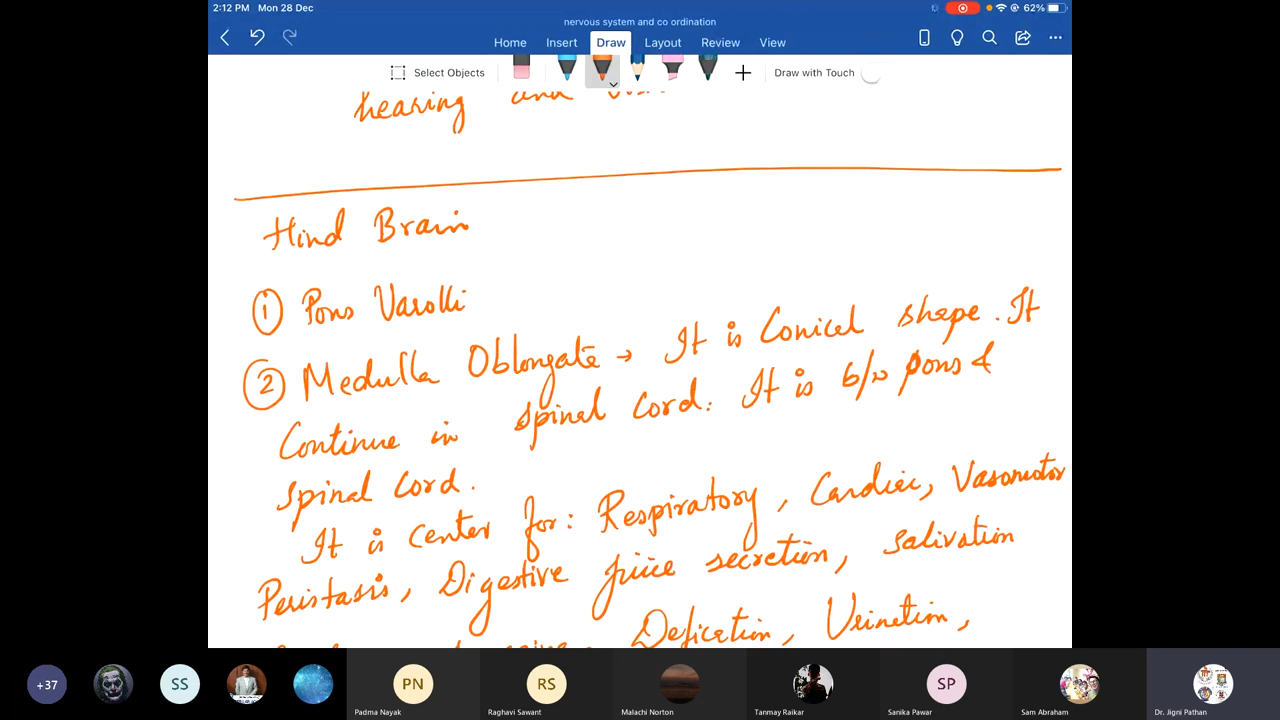 2:12 PM Mon 28 Dec
62%
nervous system and co ordination
Home Insert Draw Layout Review View
Select Objects
Draw with Touch
hearing and
Hind Brain
① Pons Varolli
② Medulla Oblongate → It is Conical shape. It
Continue in spinal Cord. It is b/w pons &
spinal Cord.
It is center for: Respiratory, Cardiac, Vasomotor
Peristasis, Digestive juice secretion, salivation
Defication, Urination,
+37
SS
PN
RS
SP
Padma Nayak
Raghavi Sawant
Malachi Norton
Tanmay Raikar
Sanika Pawar
Sam Abraham
Dr. Jigni Pathan